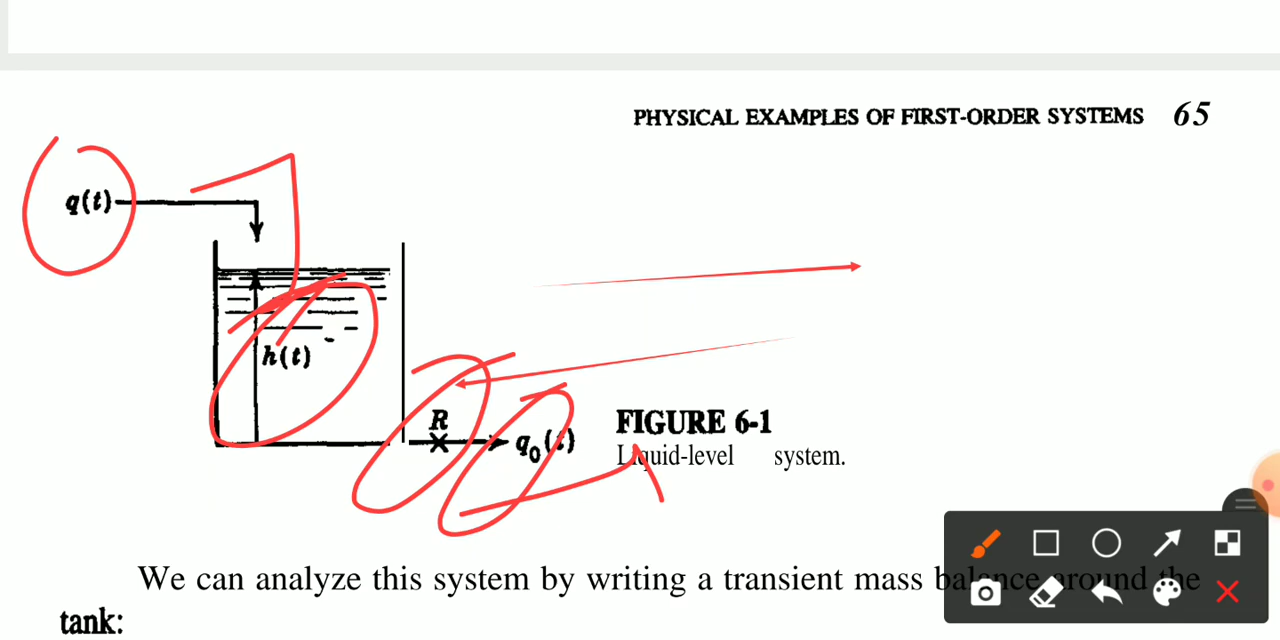 PHYSICAL EXAMPLES OF FIRST-ORDER SYSTEMS 65
q(t)
h(t)
R
q₀(t)
FIGURE 6-1
Liquid-level system.
We can analyze this system by writing a transient mass balance around the
tank: